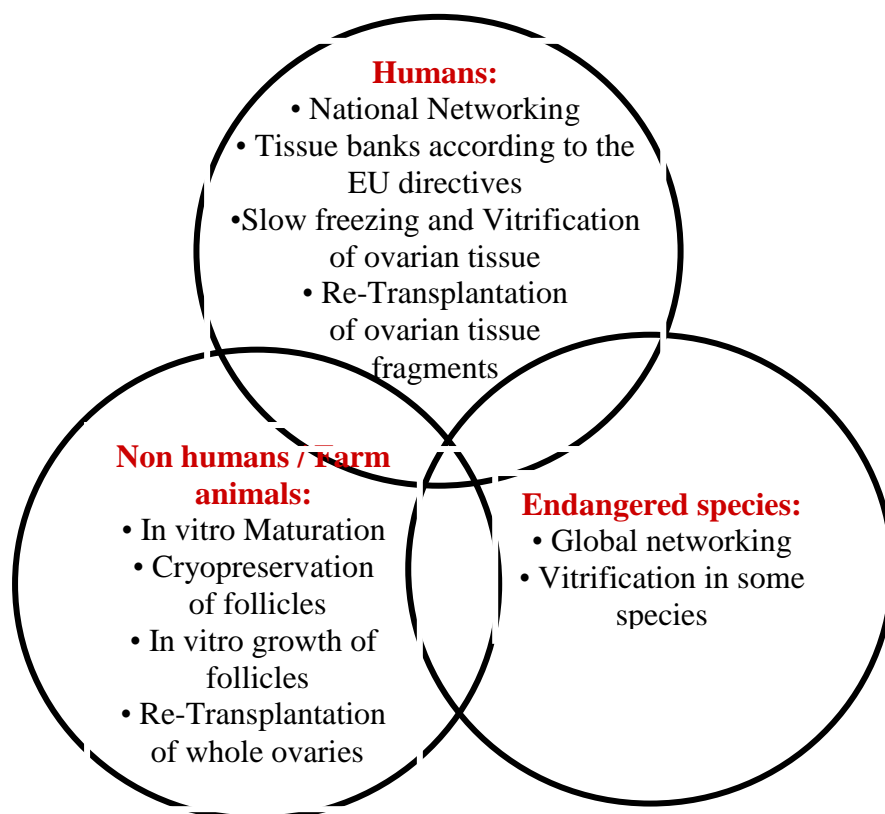 Humans:
• National Networking
• Tissue banks according to the
EU directives
•Slow freezing and Vitrification
of ovarian tissue
• Re-Transplantation
of ovarian tissue
fragments
Non humans / Farm
animals:
• In vitro Maturation
• Cryopreservation
of follicles
• In vitro growth of
follicles
• Re-Transplantation
of whole ovaries
Endangered species:
• Global networking
• Vitrification in some
species